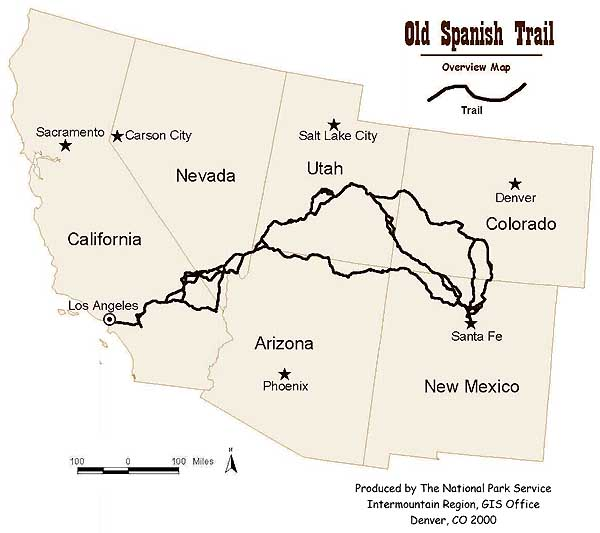 Old Spanish Trail
Overview Map
Trail
Sacramento
Carson City
Salt Lake City
Utah
Nevada
Denver
Colorado
California
Los Angeles
Santa Fe
Arizona
Phoenix
New Mexico
100 0 100 Miles
N
Produced by The National Park Service
Intermountain Region, GIS Office
Denver, CO 2000